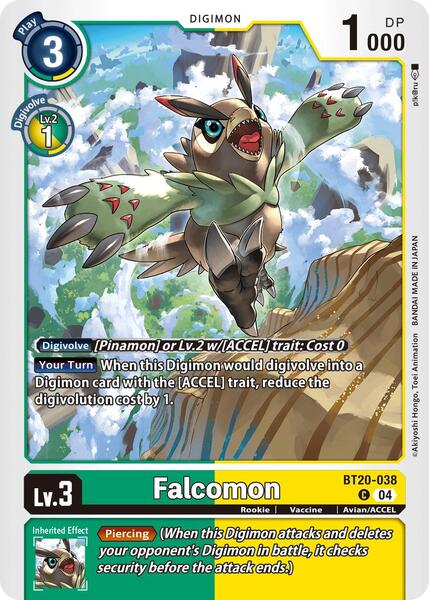 Play
3
DIGIMON
1000
DP
Digivolve
Lv.2
1
plk@ru
©Akiyoshi Hongo, Toei Animation BANDAI MADE IN JAPAN
Digivolve [Pinamon] or Lv.2 w/[ACCEL] trait: Cost 0
Your Turn When this Digimon would digivolve into a
Digimon card with the [ACCEL] trait, reduce the
digivolution cost by 1.
Lv.3
Falcomon
BT20-038
C 04
Rookie | Vaccine | Avian/ACCEL
Inherited Effect
Piercing (When this Digimon attacks and deletes
your opponent's Digimon in battle, it checks
security before the attack ends.)